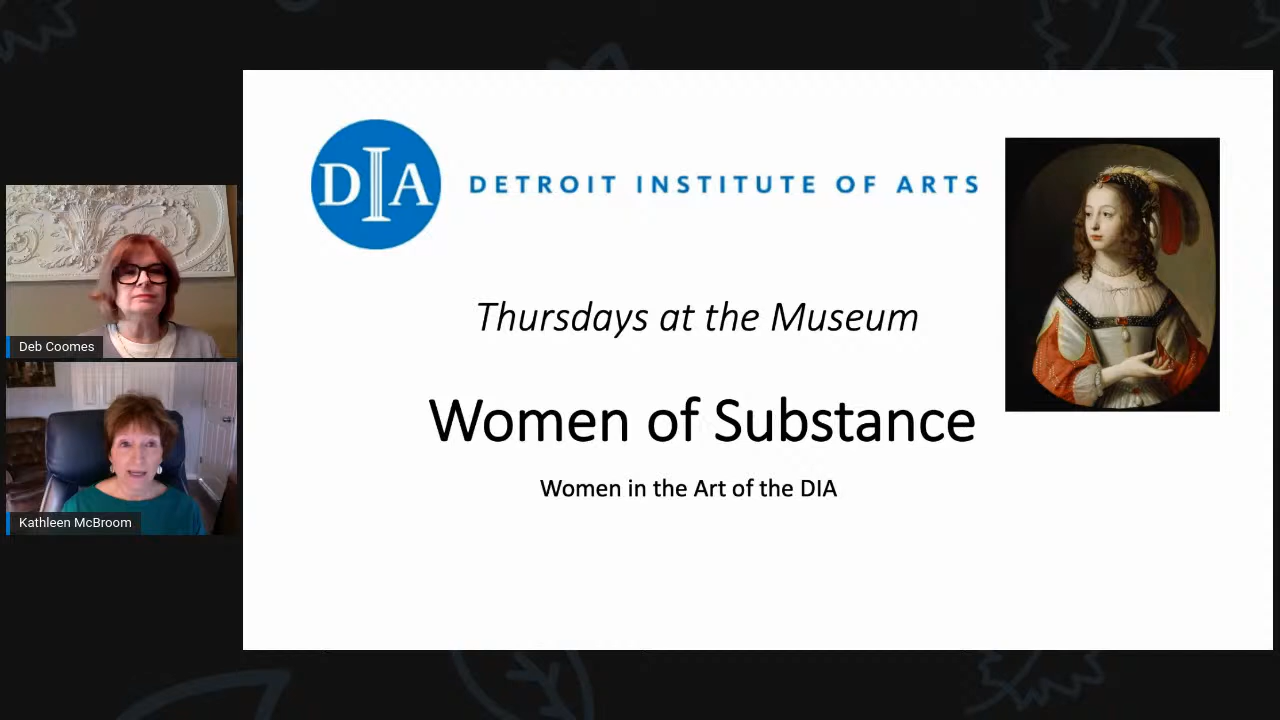 DIA
DETROIT INSTITUTE OF ARTS
Thursdays at the Museum
Women of Substance
Women in the Art of the DIA
Deb Coomes
Kathleen McBroom